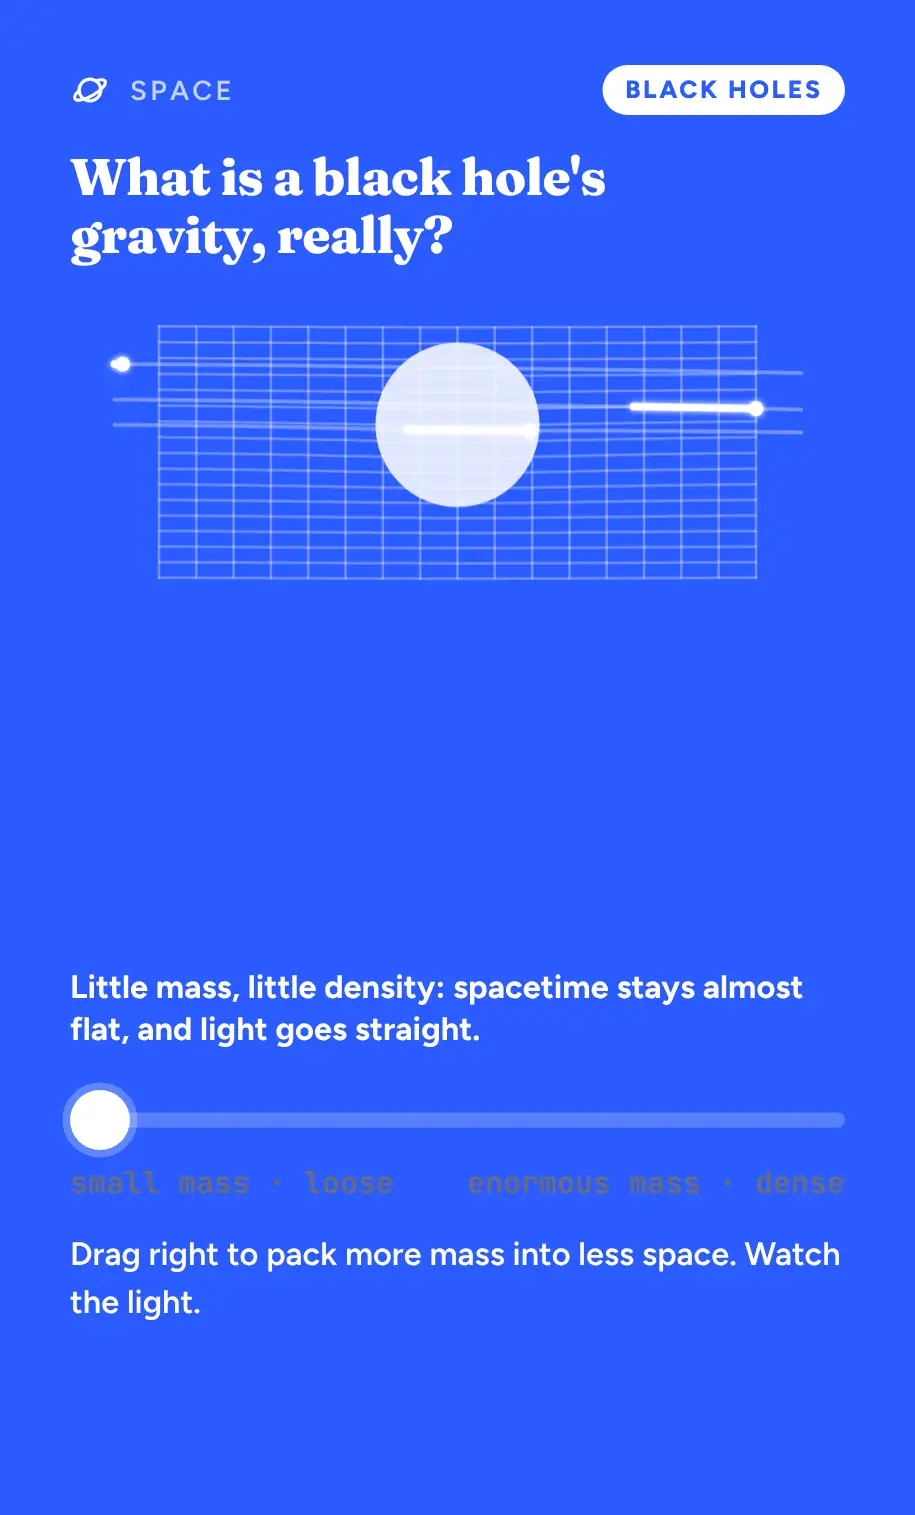 SPACE
BLACK HOLES
What is a black hole's
gravity, really?
Little mass, little density: spacetime stays almost
flat, and light goes straight.
small mass · loose
enormous mass · dense
Drag right to pack more mass into less space. Watch
the light.